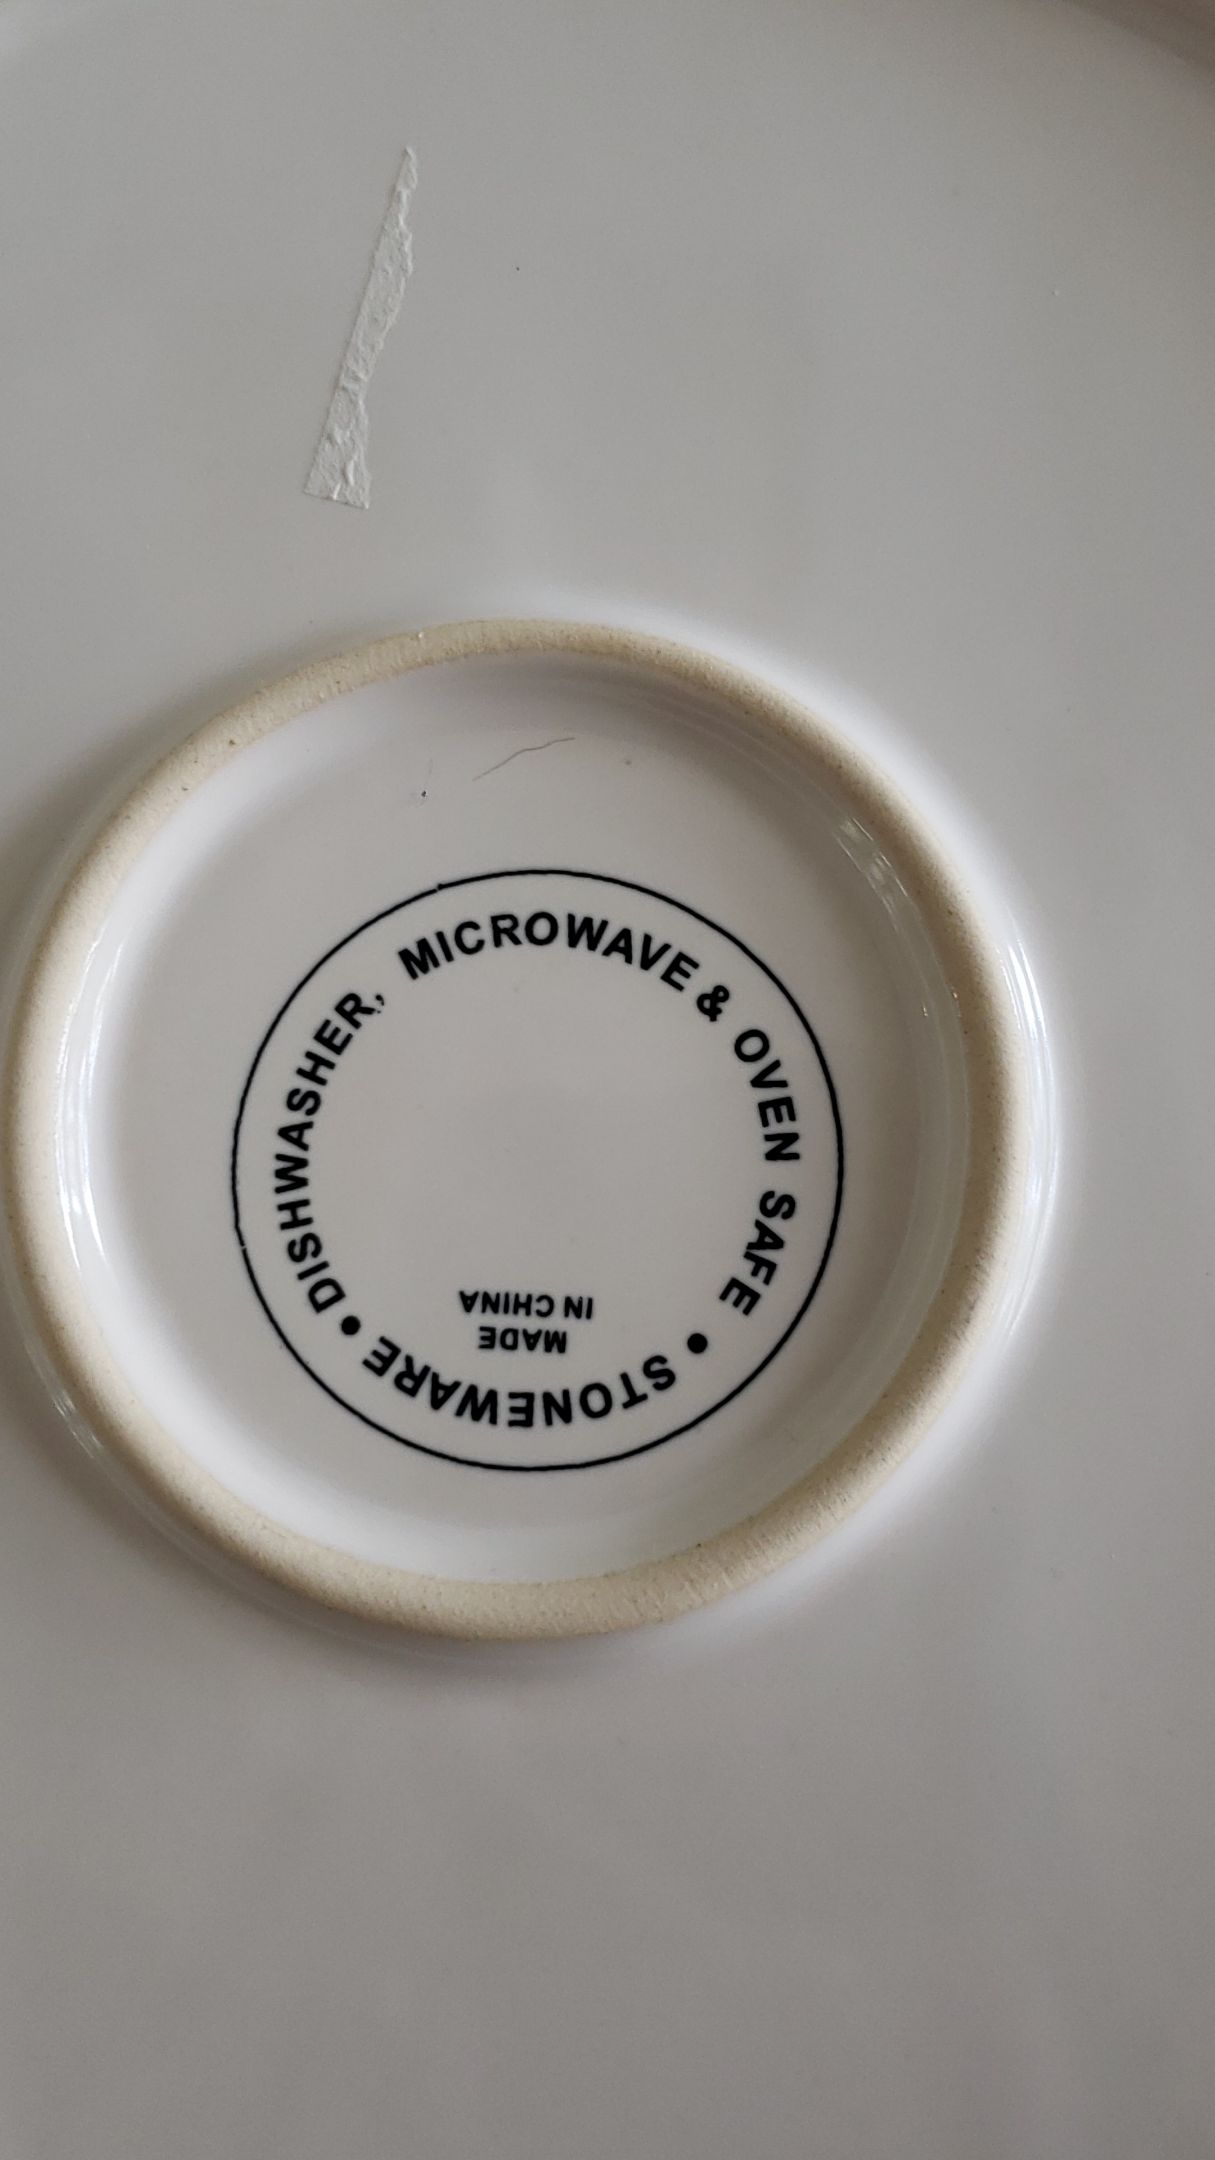 DISHWASHER, MICROWAVE & OVEN SAFE • STONEWARE •
MADE
IN CHINA